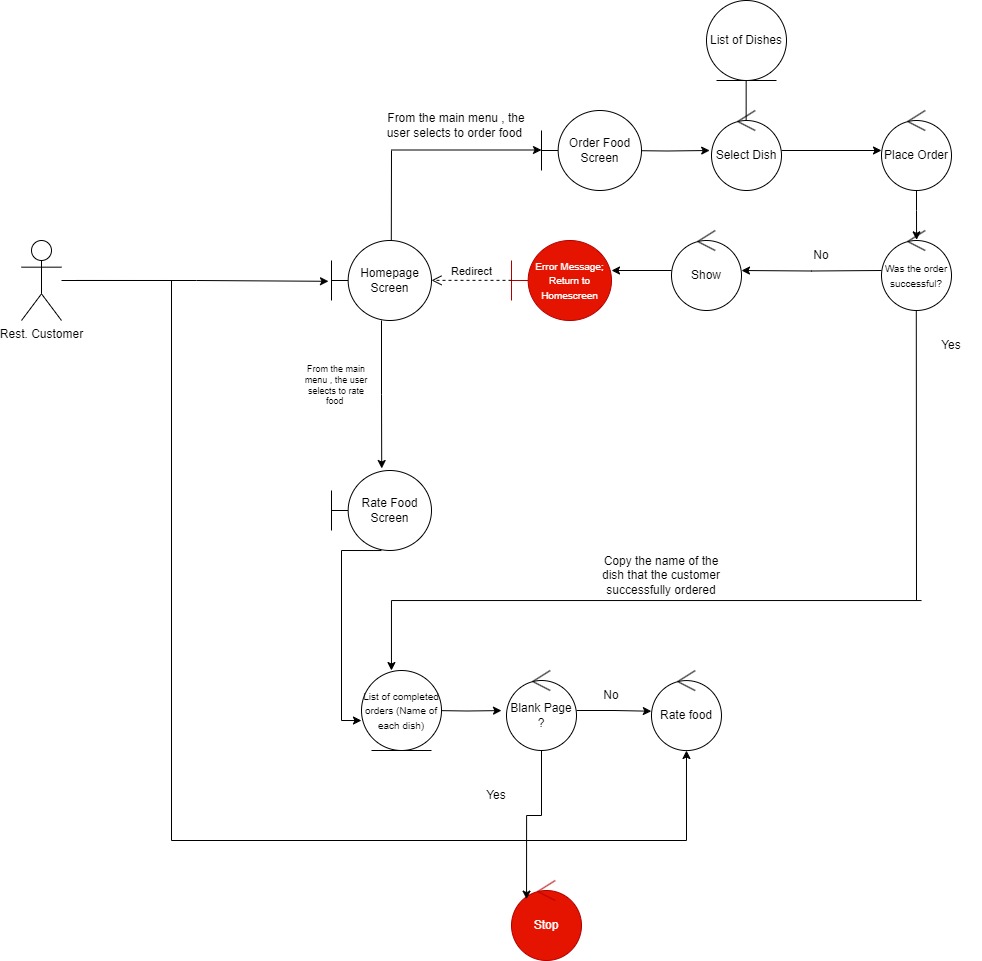 List of Dishes
From the main menu , the
user selects to order food
Order Food
Screen
Select Dish
Place Order
Rest. Customer
Homepage
Screen
Redirect
Error Message;
Return to
Homescreen
Show
No
Was the order
successful?
Yes
From the main
menu , the user
selects to rate
food
Rate Food
Screen
Copy the name of the
dish that the customer
successfully ordered
List of completed
orders (Name of
each dish)
Blank Page
?
No
Rate food
Yes
Stop